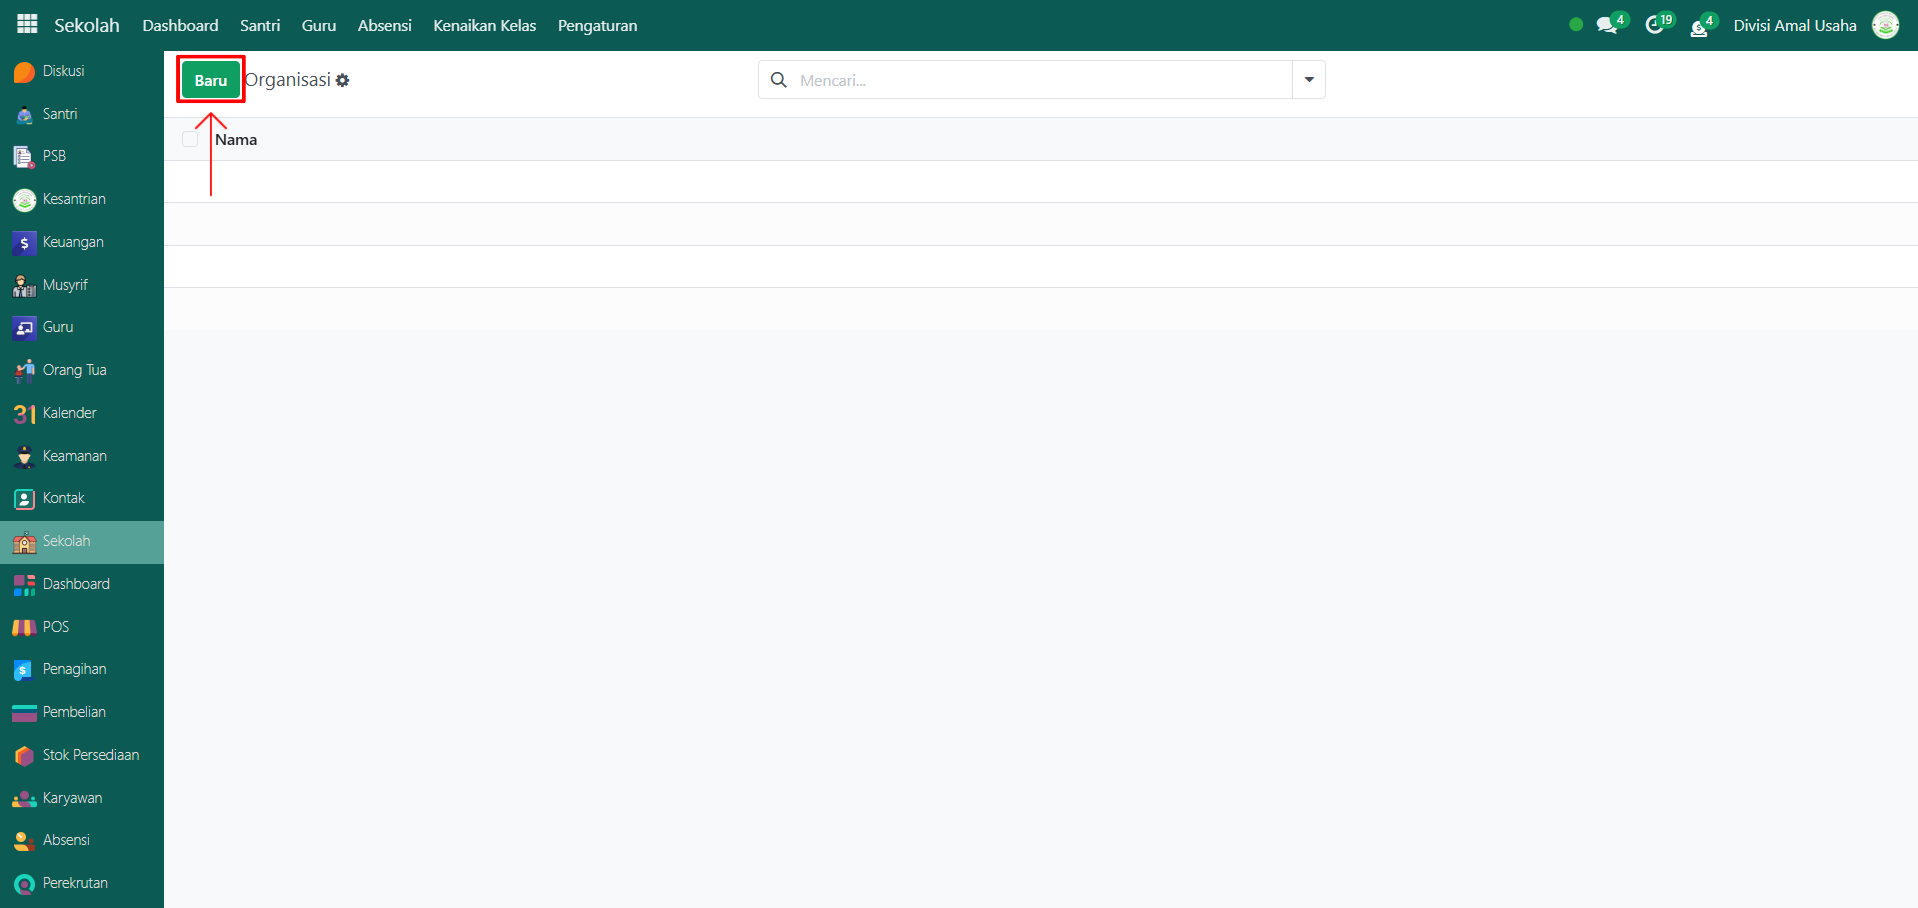 Sekolah Dashboard Santri Guru Absensi Kenaikan Kelas Pengaturan 4 19 4 Divisi Amal Usaha
Baru Organisasi Mencari...
Nama
Diskusi
Santri
PSB
Kesantrian
Keuangan
Musyrif
Guru
Orang Tua
31 Kalender
Keamanan
Kontak
Sekolah
Dashboard
POS
Penagihan
Pembelian
Stok Persediaan
Karyawan
Absensi
Perekrutan